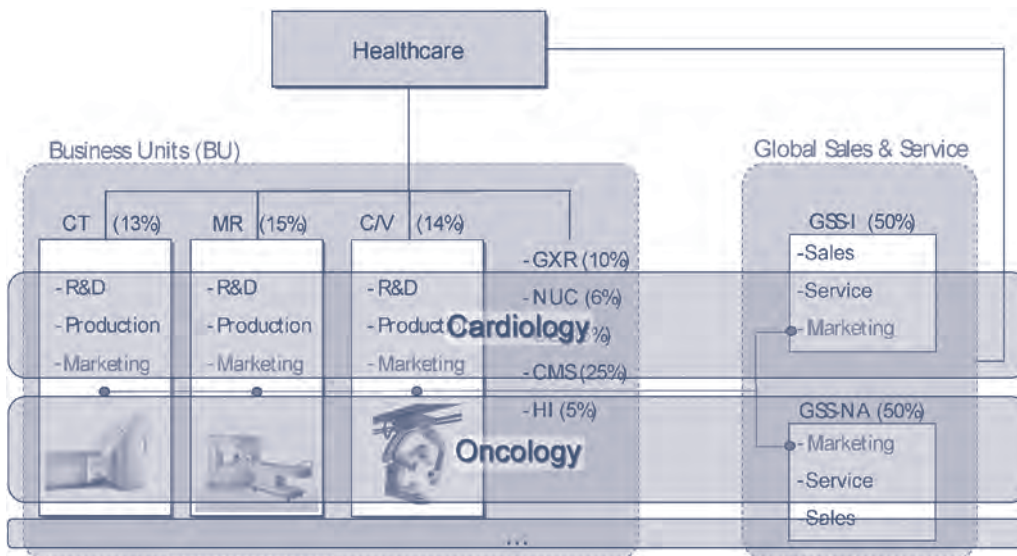 Healthcare
Business Units (BU)
Global Sales & Service
CT (13%)
MR (15%)
C/V (14%)
GSS-I (50%)
-GXR (10%)
-NUC (6%)
%)
-CMS (25%)
-HI (5%)
-R&D
-Production
-Marketing
-R&D
-Production
-Marketing
-R&D
-Marketing
Cardiology
-Sales
-Service
-Marketing
GSS-NA (50%)
-Marketing
-Service
-Sales
Oncology
...